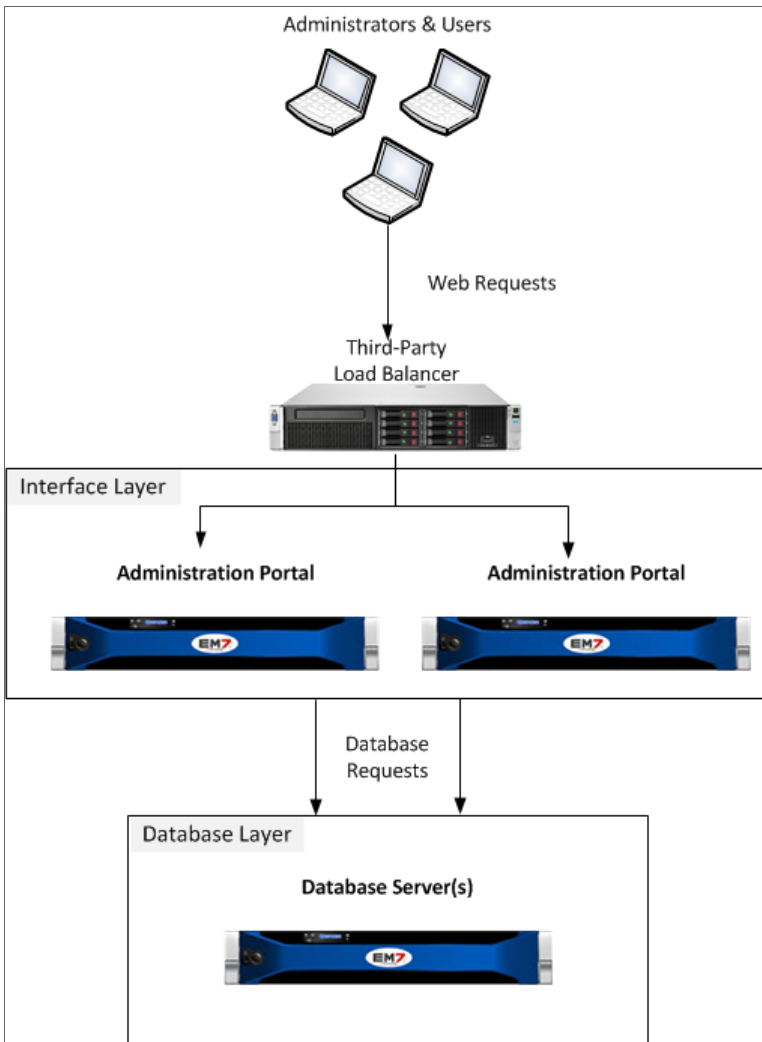 Administrators & Users
Web Requests
Third-Party
Load Balancer
Interface Layer
Administration Portal
Administration Portal
EM7
EM7
Database
Requests
Database Layer
Database Server(s)
EM7